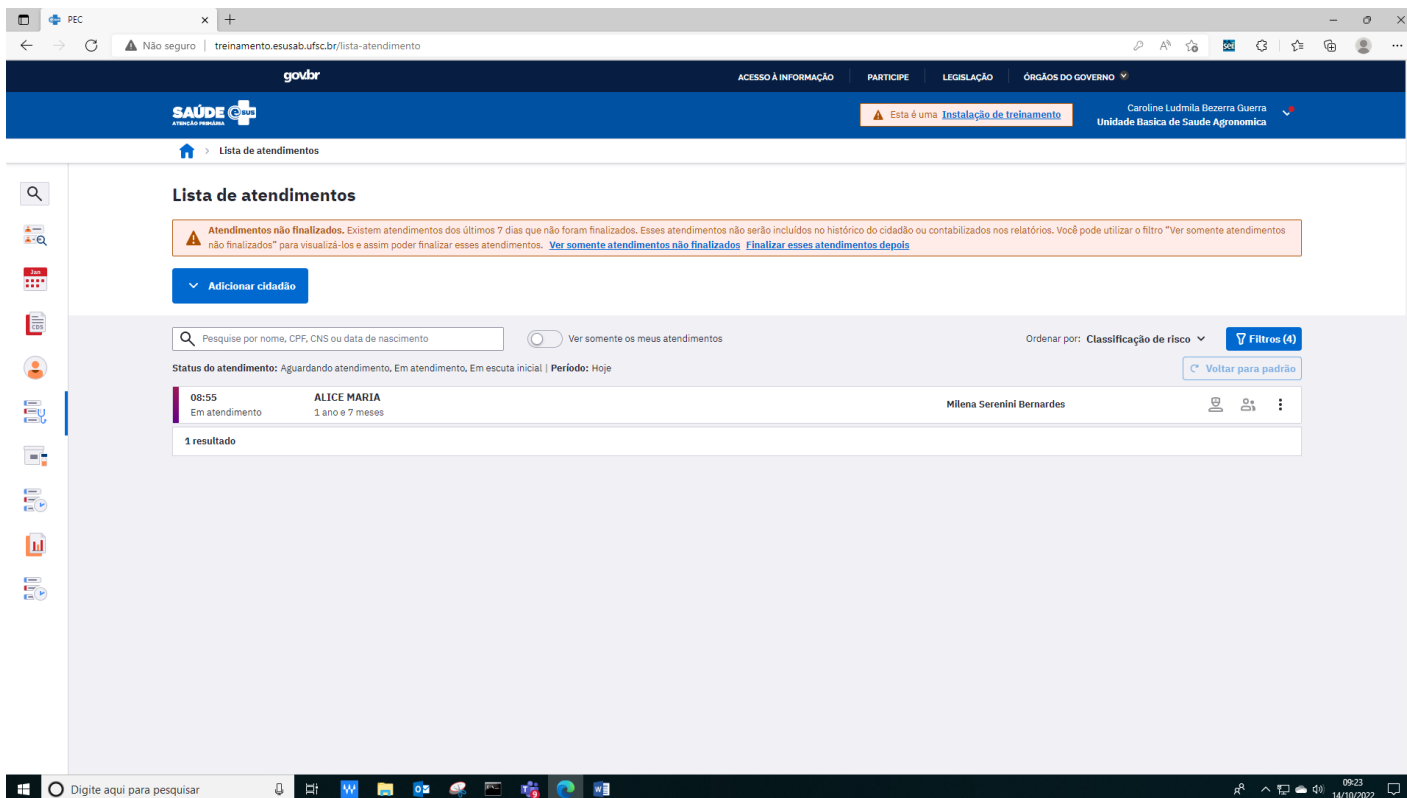 PEC
Não seguro | treinamento.esusab.ufsc.br/lista-atendimento
gov.br
ACESSO À INFORMAÇÃO PARTICIPE LEGISLAÇÃO ÓRGÃOS DO GOVERNO
SAÚDE e sus
ATENÇÃO PRIMÁRIA
Esta é uma Instalação de treinamento
Caroline Ludmila Bezerra Guerra
Unidade Basica de Saude Agronomica
Lista de atendimentos
Lista de atendimentos
Atendimentos não finalizados. Existem atendimentos dos últimos 7 dias que não foram finalizados. Esses atendimentos não serão incluídos no histórico do cidadão ou contabilizados nos relatórios. Você pode utilizar o filtro "Ver somente atendimentos
não finalizados" para visualizá-los e assim poder finalizar esses atendimentos. Ver somente atendimentos não finalizados Finalizar esses atendimentos depois
Jan
Adicionar cidadão
CDS
Pesquise por nome, CPF, CNS ou data de nascimento
Ver somente os meus atendimentos
Ordenar por: Classificação de risco
Filtros (4)
Status do atendimento: Aguardando atendimento, Em atendimento, Em escuta inicial | Período: Hoje
Voltar para padrão
08:55 ALICE MARIA
Em atendimento 1 ano e 7 meses
Milena Serenini Bernardes
1 resultado
Digite aqui para pesquisar
09:23
14/10/2022